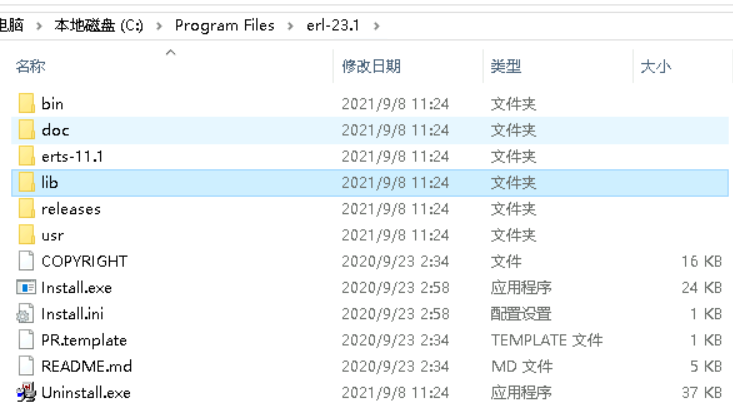 电脑 › 本地磁盘 (C:) › Program Files › erl-23.1 ›
名称 修改日期 类型 大小
bin 2021/9/8 11:24 文件夹
doc 2021/9/8 11:24 文件夹
erts-11.1 2021/9/8 11:24 文件夹
lib 2021/9/8 11:24 文件夹
releases 2021/9/8 11:24 文件夹
usr 2021/9/8 11:24 文件夹
COPYRIGHT 2020/9/23 2:34 文件 16 KB
Install.exe 2020/9/23 2:58 应用程序 24 KB
Install.ini 2020/9/23 2:58 配置设置 1 KB
PR.template 2020/9/23 2:34 TEMPLATE 文件 1 KB
README.md 2020/9/23 2:34 MD 文件 5 KB
Uninstall.exe 2021/9/8 11:24 应用程序 37 KB